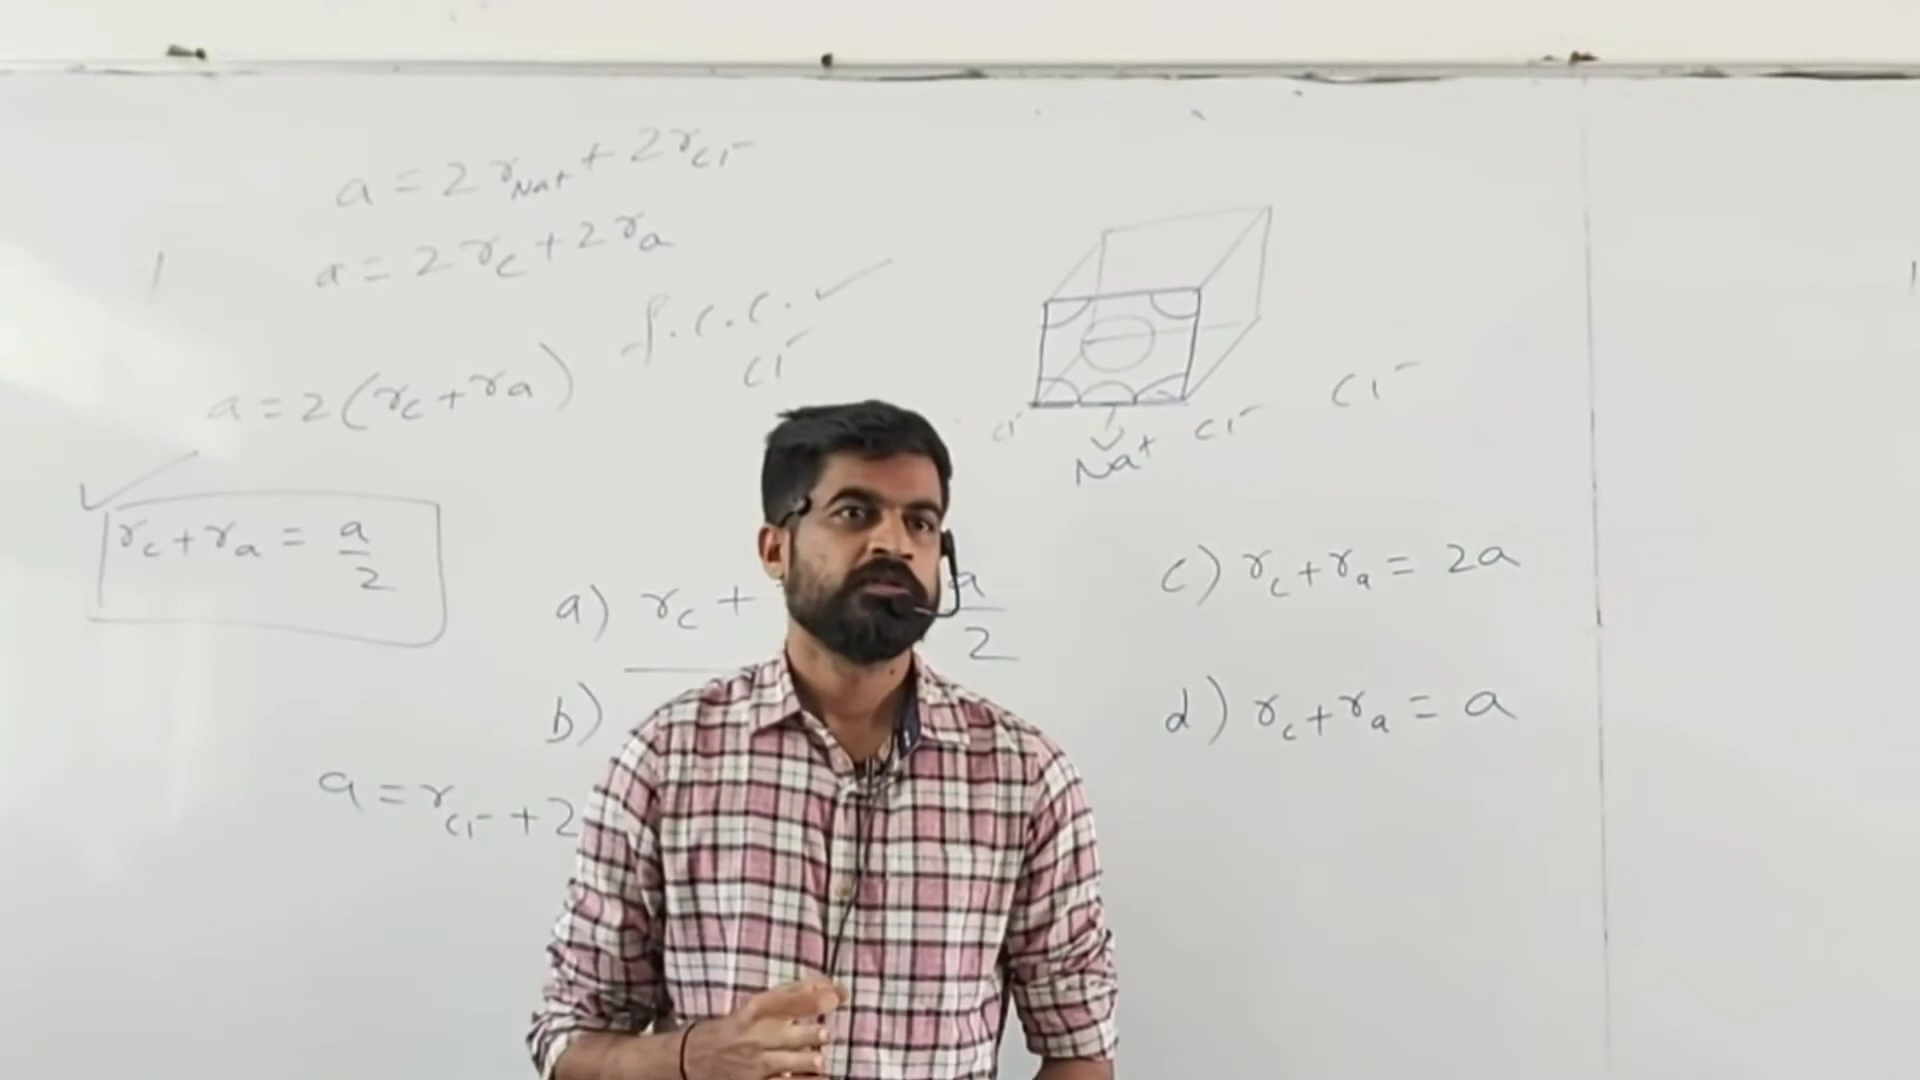 a = 2r_Na+ + 2r_Cl-
a = 2r_c + 2r_a
f.c.c. ✓
Cl-
a = 2(r_c + r_a)
r_c + r_a = a/2
Cl-
Na+
Cl-
Cl-
a) r_c + a/2
b)
c) r_c + r_a = 2a
d) r_c + r_a = a
a = r_Cl- + 2